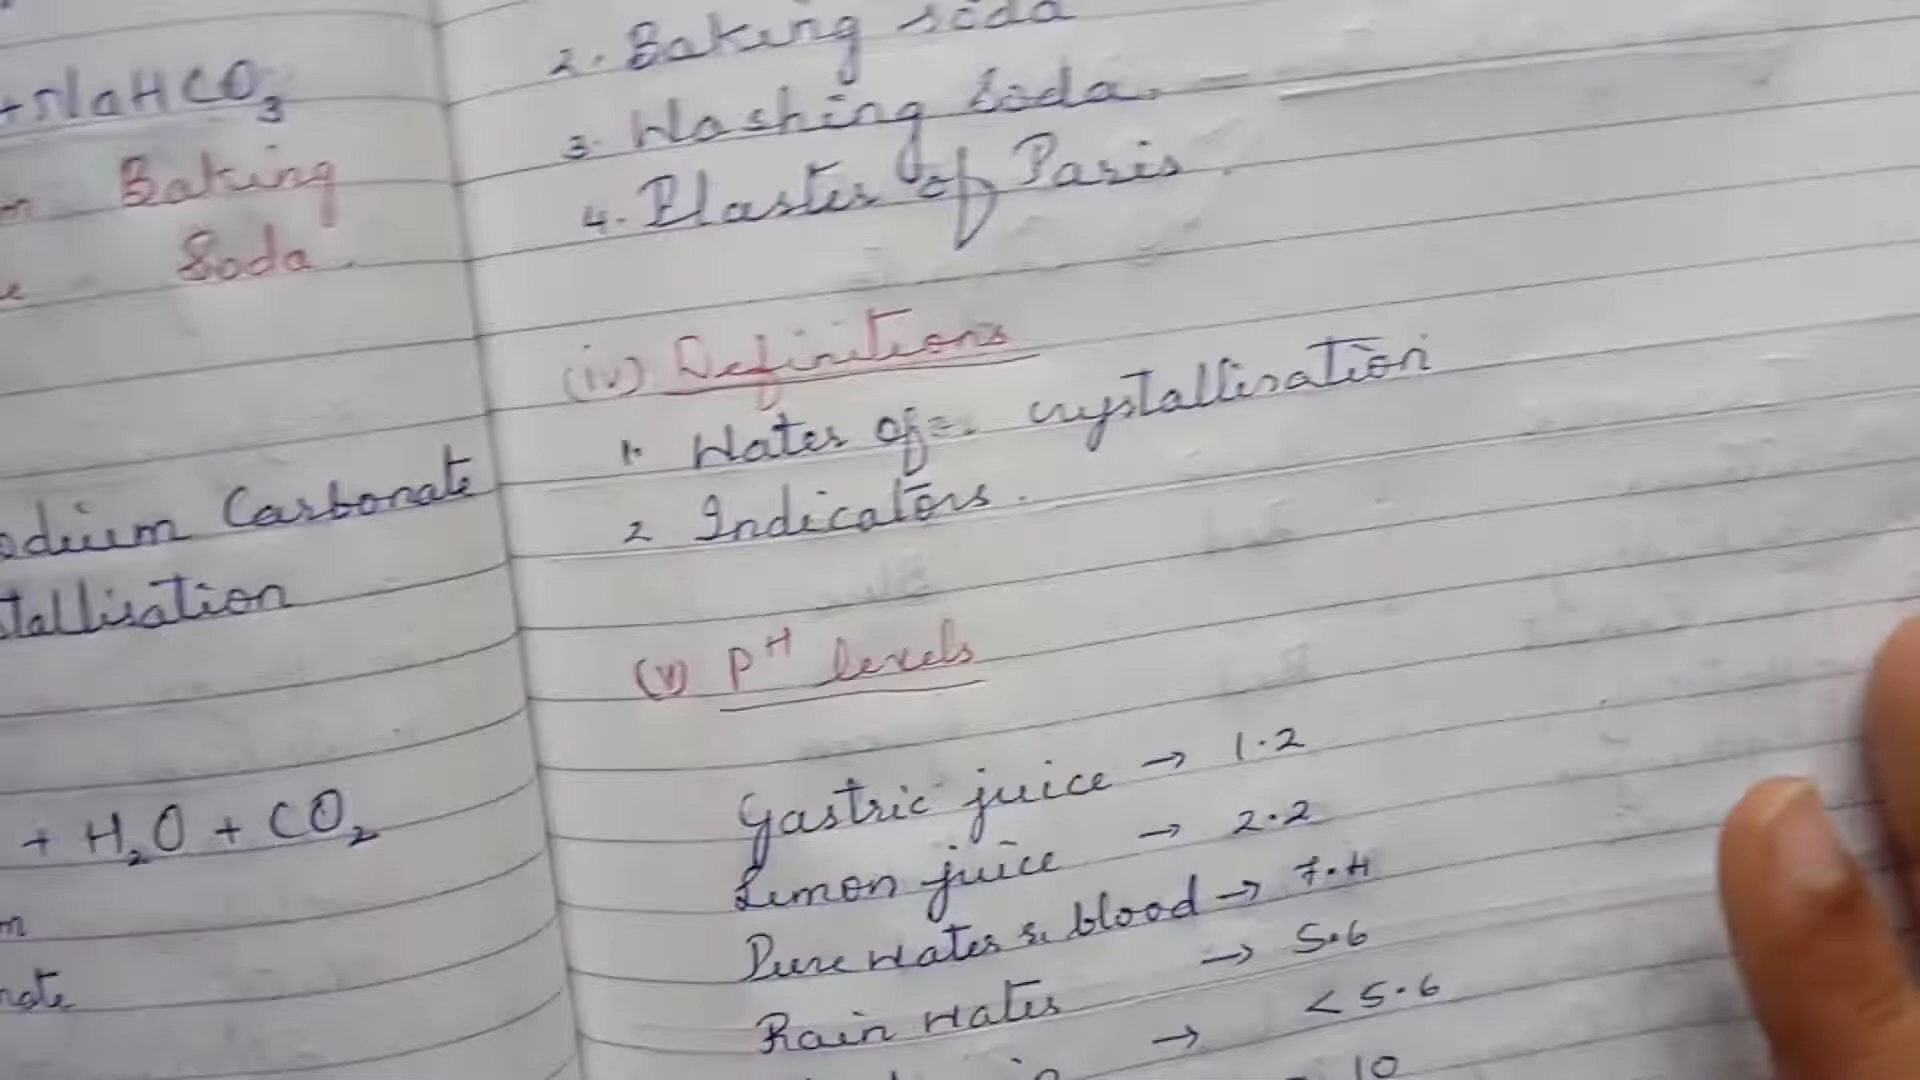 +NaHCO3
Baking
Soda.
Sodium Carbonate
tallisation
+ H2O + CO2
2. Baking soda
3. Washing Soda.
4. Plaster of Paris
(iv) Definitions
1. Water of crystallisation
2 Indicators.
(v) PH levels
Gastric juice → 1.2
Lemon juice → 2.2
Pure water & blood → 7.4
Rain water → 5.6
→ < 5.6
10